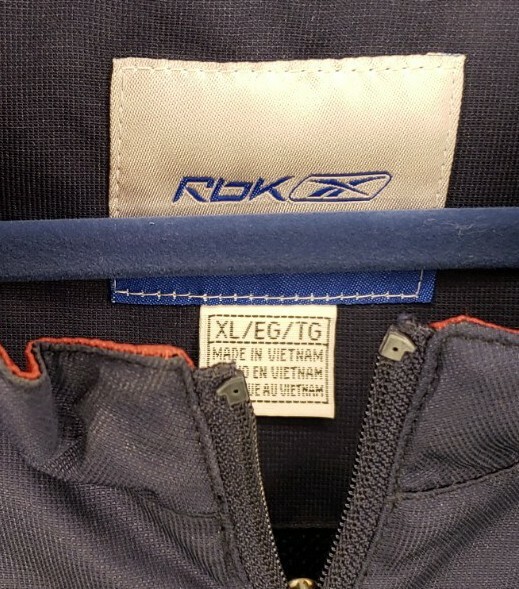 RbK
XL/EG/TG
MADE IN VIETNAM
EN VIETNAM
AU VIETNAM